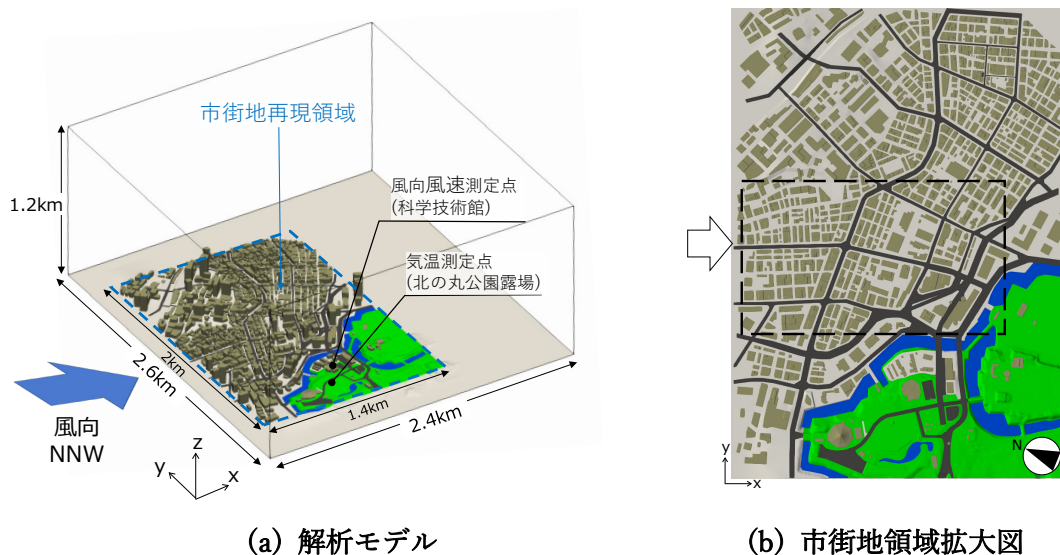 市街地再現領域
風向風速測定点
(科学技術館)
気温測定点
(北の丸公園露場)
1.2km
2km
2.6km
1.4km
2.4km
風向
NNW
z
y
x
(a) 解析モデル
N
y
x
(b) 市街地領域拡大図